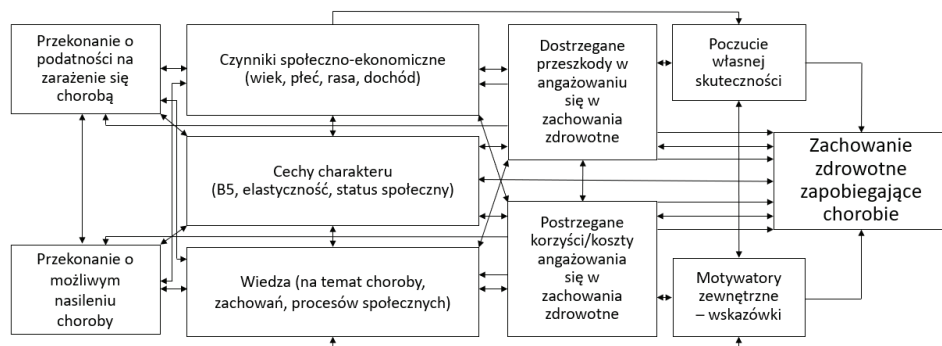 Przekonanie o
podatności na
zarażenie się
chorobą
Czynniki społeczno-ekonomiczne
(wiek, płeć, rasa, dochód)
Dostrzegane
przeszkody w
angażowaniu
się w
zachowania
zdrowotne
Poczucie
własnej
skuteczności
Cechy charakteru
(B5, elastyczność, status społeczny)
Zachowanie
zdrowotne
zapobiegające
chorobie
Przekonanie o
możliwym
nasileniu
choroby
Wiedza (na temat choroby,
zachowań, procesów społecznych)
Postrzegane
korzyści/koszty
angażowania
się w
zachowania
zdrowotne
Motywatory
zewnętrzne
– wskazówki